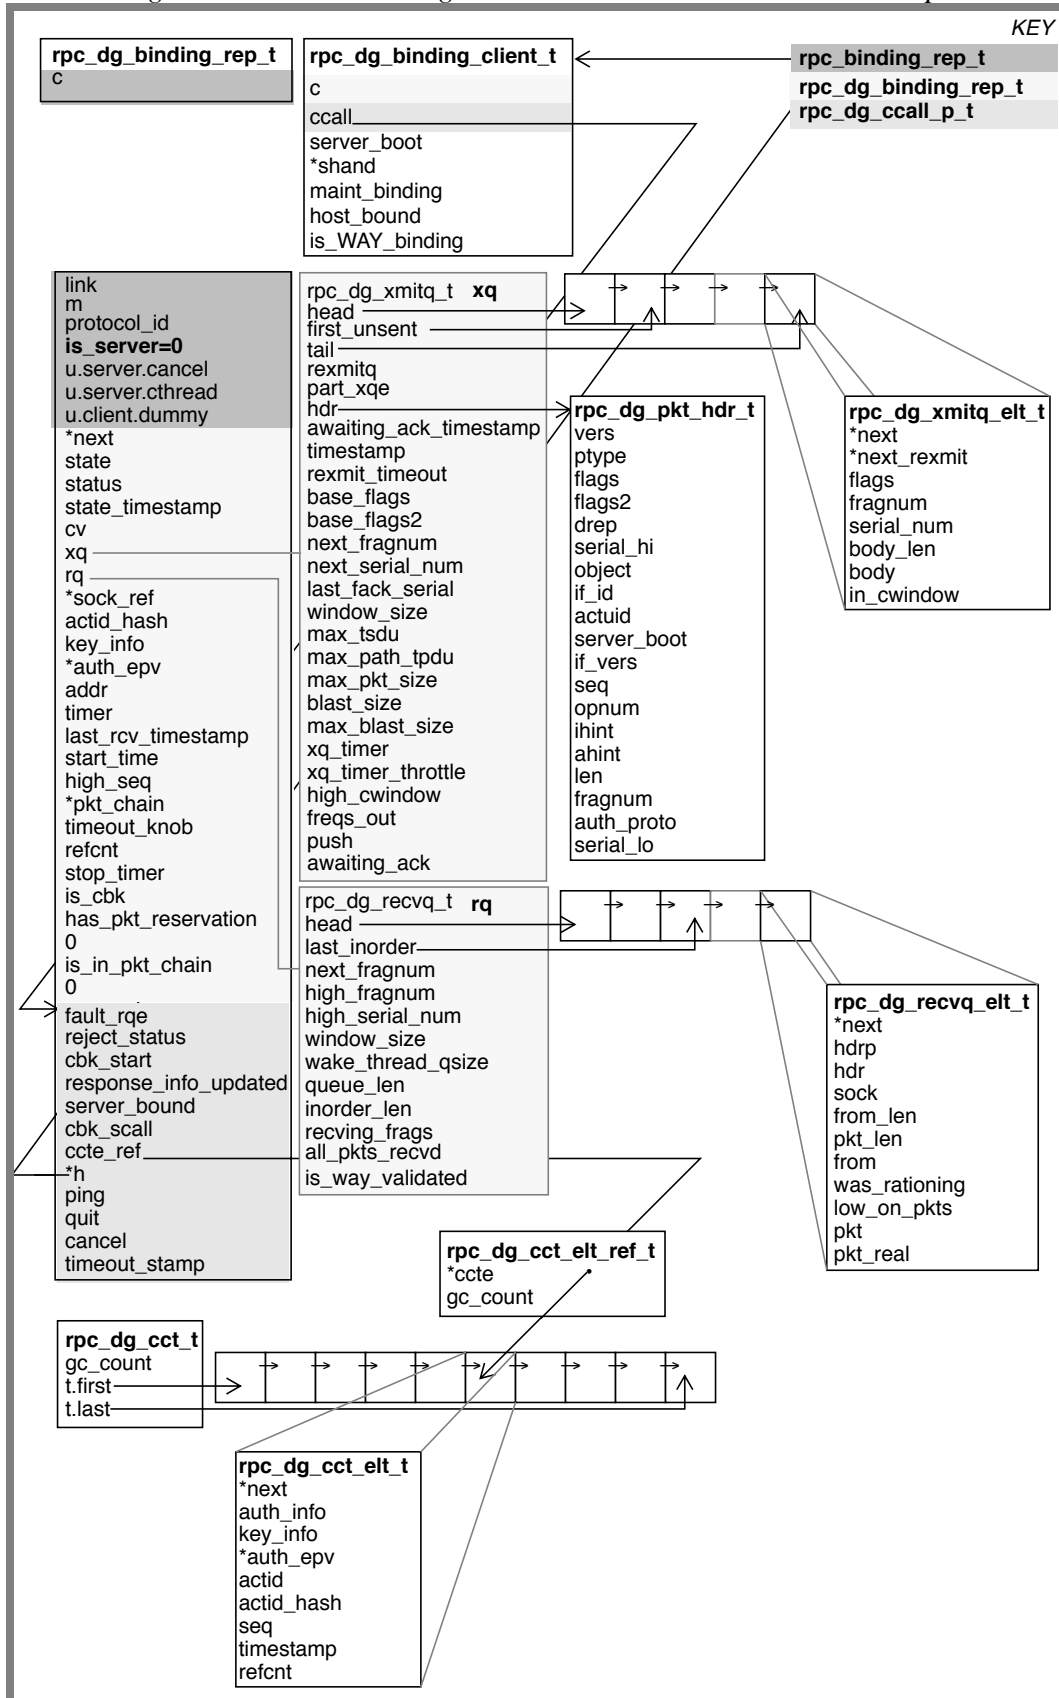 KEY
rpc_dg_binding_rep_t
c
rpc_dg_binding_client_t
c
ccall
server_boot
*shand
maint_binding
host_bound
is_WAY_binding
rpc_binding_rep_t
rpc_dg_binding_rep_t
rpc_dg_ccall_p_t
link
m
protocol_id
is_server=0
u.server.cancel
u.server.cthread
u.client.dummy
*next
state
status
state_timestamp
cv
xq
rq
*sock_ref
actid_hash
key_info
*auth_epv
addr
timer
last_rcv_timestamp
start_time
high_seq
*pkt_chain
timeout_knob
refcnt
stop_timer
is_cbk
has_pkt_reservation
0
is_in_pkt_chain
0
fault_rqe
reject_status
cbk_start
response_info_updated
server_bound
cbk_scall
ccte_ref
*h
ping
quit
cancel
timeout_stamp
rpc_dg_xmitq_t xq
head
first_unsent
tail
rexmitq
part_xqe
hdr
awaiting_ack_timestamp
timestamp
rexmit_timeout
base_flags
base_flags2
next_fragnum
next_serial_num
last_fack_serial
window_size
max_tsdu
max_path_tpdu
max_pkt_size
blast_size
max_blast_size
xq_timer
xq_timer_throttle
high_cwindow
freqs_out
push
awaiting_ack
rpc_dg_pkt_hdr_t
vers
ptype
flags
flags2
drep
serial_hi
object
if_id
actuid
server_boot
if_vers
seq
opnum
ihint
ahint
len
fragnum
auth_proto
serial_lo
rpc_dg_xmitq_elt_t
*next
*next_rexmit
flags
fragnum
serial_num
body_len
body
in_cwindow
rpc_dg_recvq_t rq
head
last_inorder
next_fragnum
high_fragnum
high_serial_num
window_size
wake_thread_qsize
queue_len
inorder_len
recving_frags
all_pkts_recvd
is_way_validated
rpc_dg_recvq_elt_t
*next
hdrp
hdr
sock
from_len
pkt_len
from
was_rationing
low_on_pkts
pkt
pkt_real
rpc_dg_cct_elt_ref_t
*ccte
gc_count
rpc_dg_cct_t
gc_count
t.first
t.last
rpc_dg_cct_elt_t
*next
auth_info
key_info
*auth_epv
actid
actid_hash
seq
timestamp
refcnt